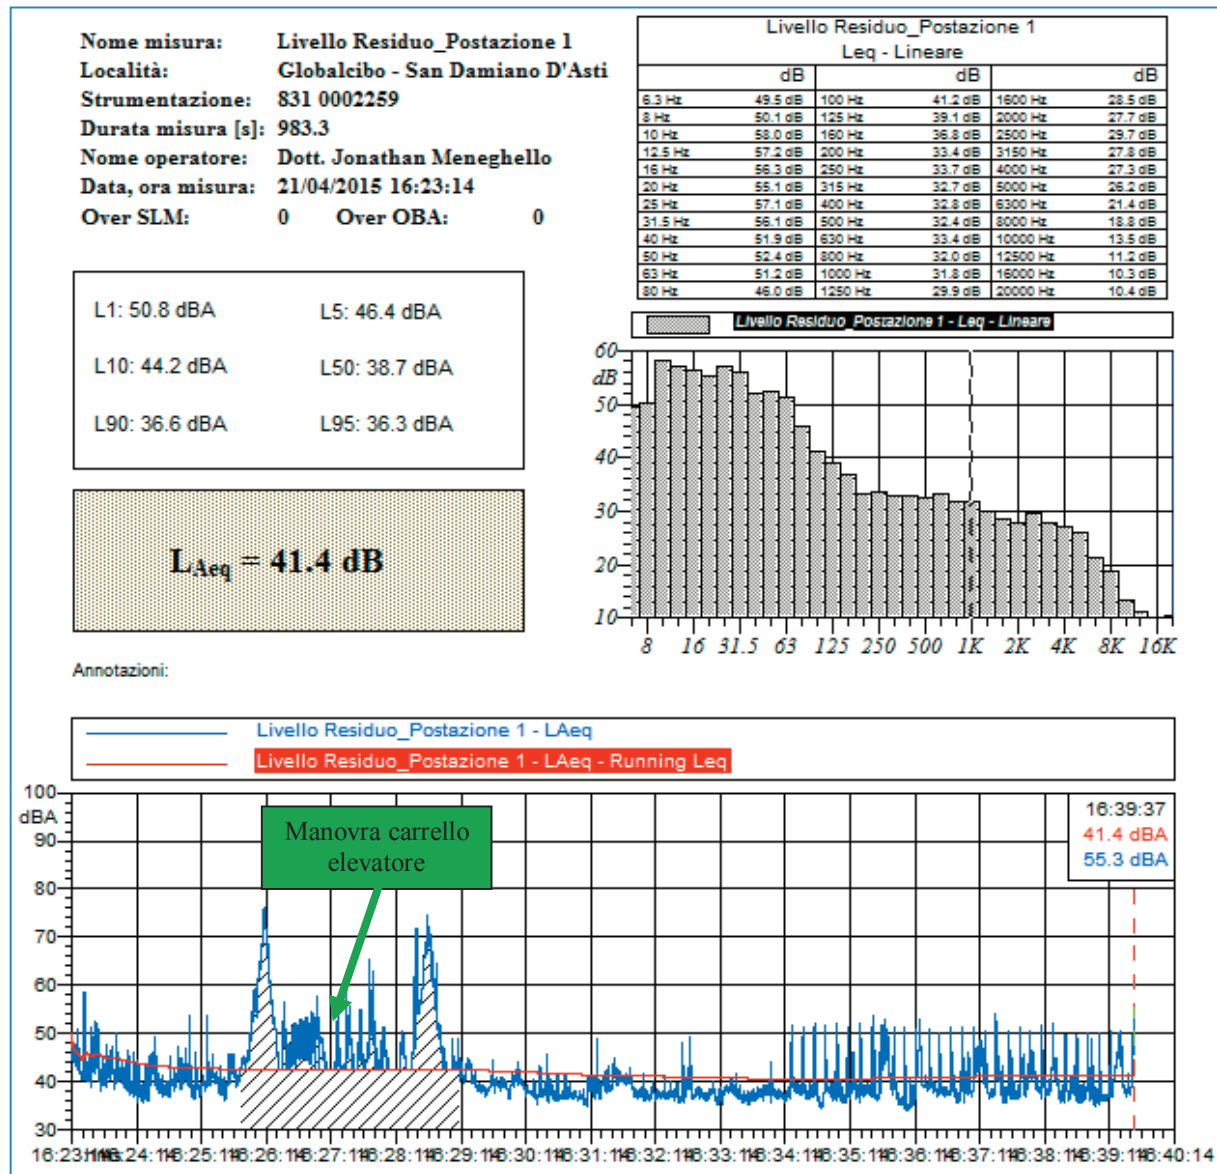 Nome misura: Livello Residuo_Postazione 1
Località: Globalcibo - San Damiano D'Asti
Strumentazione: 831 0002259
Durata misura [s]: 983.3
Nome operatore: Dott. Jonathan Meneghello
Data, ora misura: 21/04/2015 16:23:14
Over SLM: 0 Over OBA: 0
Livello Residuo_Postazione 1
Leq - Lineare
dB dB dB
6.3 Hz 49.5 dB 100 Hz 41.2 dB 1600 Hz 28.5 dB
8 Hz 50.1 dB 125 Hz 39.1 dB 2000 Hz 27.7 dB
10 Hz 58.0 dB 160 Hz 36.8 dB 2500 Hz 29.7 dB
12.5 Hz 57.2 dB 200 Hz 33.4 dB 3150 Hz 27.8 dB
16 Hz 56.3 dB 250 Hz 33.7 dB 4000 Hz 27.3 dB
20 Hz 55.1 dB 315 Hz 32.7 dB 5000 Hz 26.2 dB
25 Hz 57.1 dB 400 Hz 32.8 dB 6300 Hz 21.4 dB
31.5 Hz 56.1 dB 500 Hz 32.4 dB 8000 Hz 18.8 dB
40 Hz 51.9 dB 630 Hz 33.4 dB 10000 Hz 13.5 dB
50 Hz 52.4 dB 800 Hz 32.0 dB 12500 Hz 11.2 dB
63 Hz 51.2 dB 1000 Hz 31.8 dB 16000 Hz 10.3 dB
80 Hz 46.0 dB 1250 Hz 29.9 dB 20000 Hz 10.4 dB
L1: 50.8 dBA L5: 46.4 dBA
L10: 44.2 dBA L50: 38.7 dBA
L90: 36.6 dBA L95: 36.3 dBA
LAeq = 41.4 dB
Livello Residuo_Postazione 1 - Leq - Lineare
60
dB
50
40
30
20
10
8 16 31.5 63 125 250 500 1K 2K 4K 8K 16K
Annotazioni:
Livello Residuo_Postazione 1 - LAeq
Livello Residuo_Postazione 1 - LAeq - Running Leq
100
dBA
90
80
70
60
50
40
30
Manovra carrello
elevatore
16:39:37
41.4 dBA
55.3 dBA
16:40:14